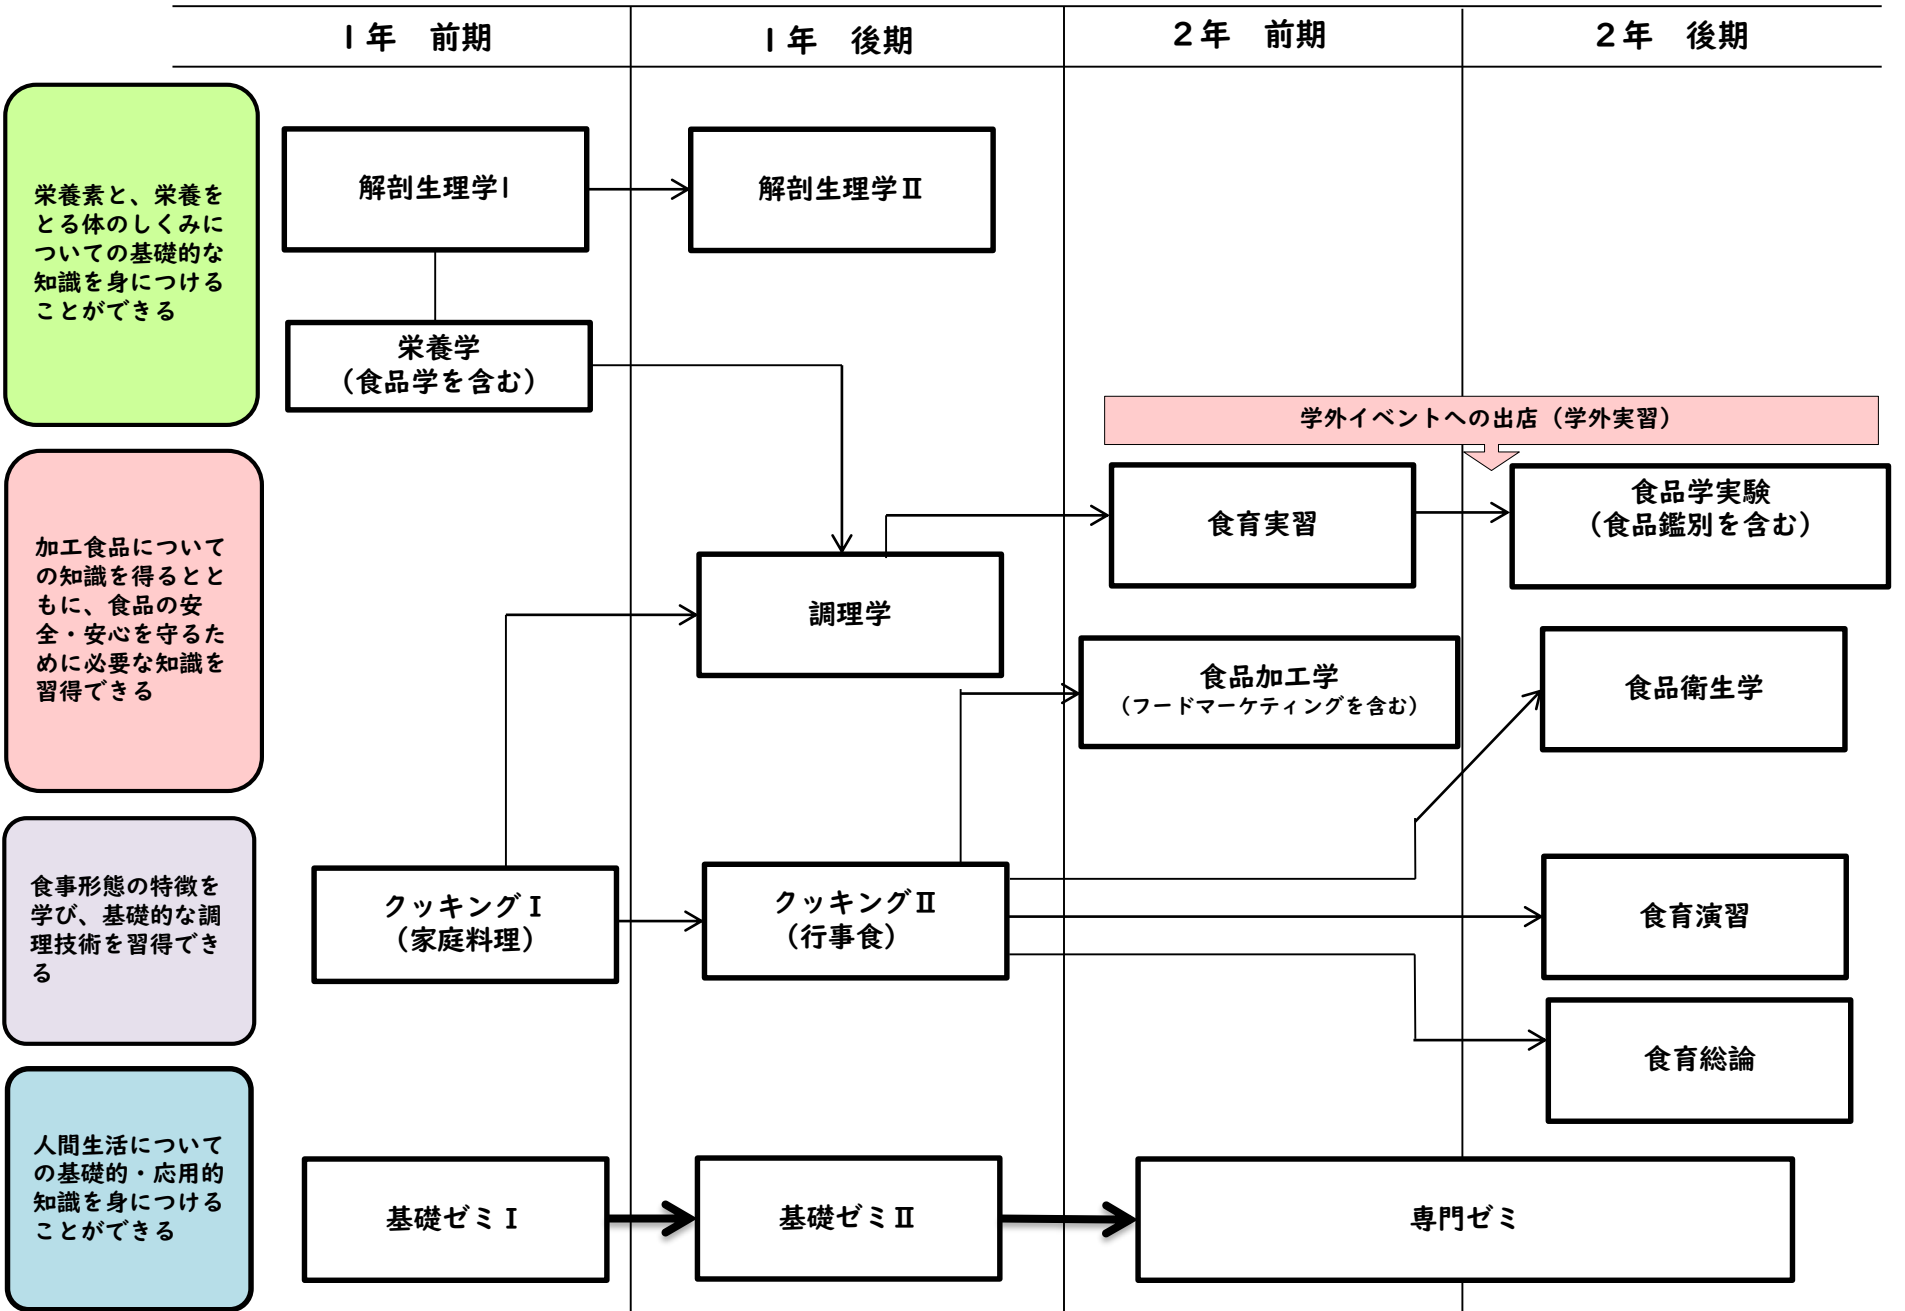 1年　前期
1年　後期
2年　前期
2年　後期
栄養素と、栄養を
とる体のしくみに
ついての基礎的な
知識を身につける
ことができる
解剖生理学Ⅰ
解剖生理学Ⅱ
栄養学
（食品学を含む）
学外イベントへの出店（学外実習）
加工食品について
の知識を得るとと
もに、食品の安
全・安心を守るた
めに必要な知識を
習得できる
調理学
食育実習
食品学実験
（食品鑑別を含む）
食品加工学
（フードマーケティングを含む）
食品衛生学
食事形態の特徴を
学び、基礎的な調
理技術を習得でき
る
クッキングⅠ
（家庭料理）
クッキングⅡ
（行事食）
食育演習
食育総論
人間生活について
の基礎的・応用的
知識を身につける
ことができる
基礎ゼミⅠ
基礎ゼミⅡ
専門ゼミ